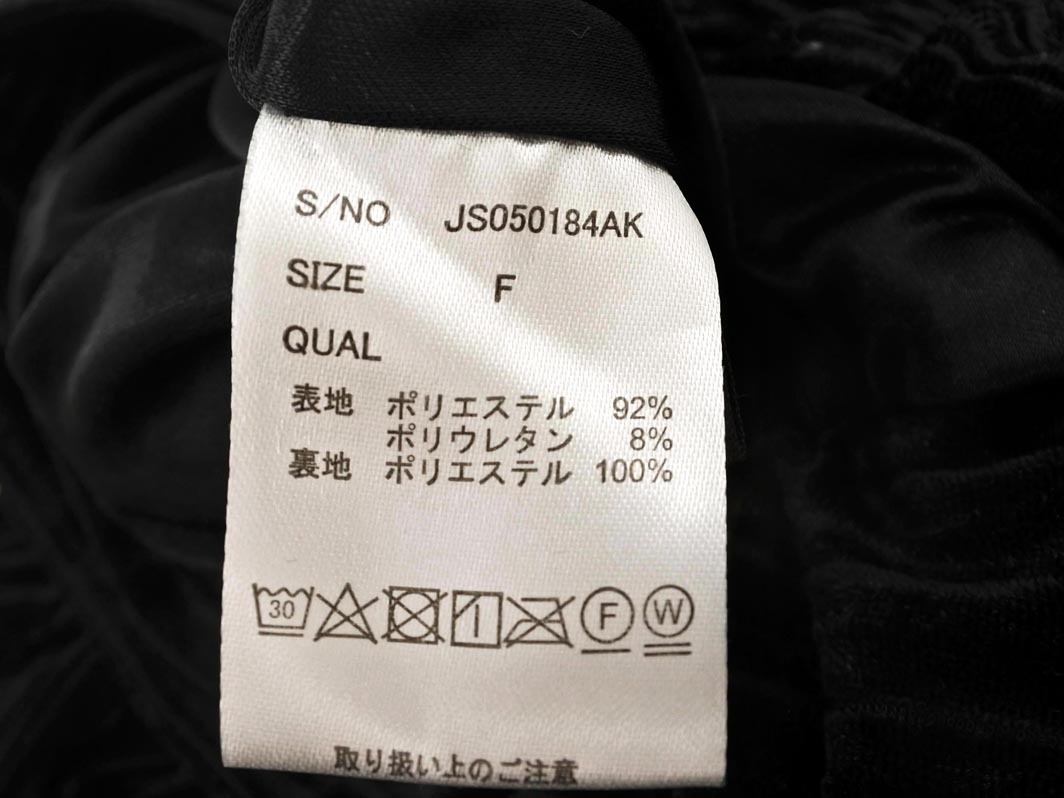 S/NO JS050184AK
SIZE F
QUAL
表地 ポリエステル 92%
ポリウレタン 8%
裏地 ポリエステル 100%
30 F W
取り扱い上のご注意